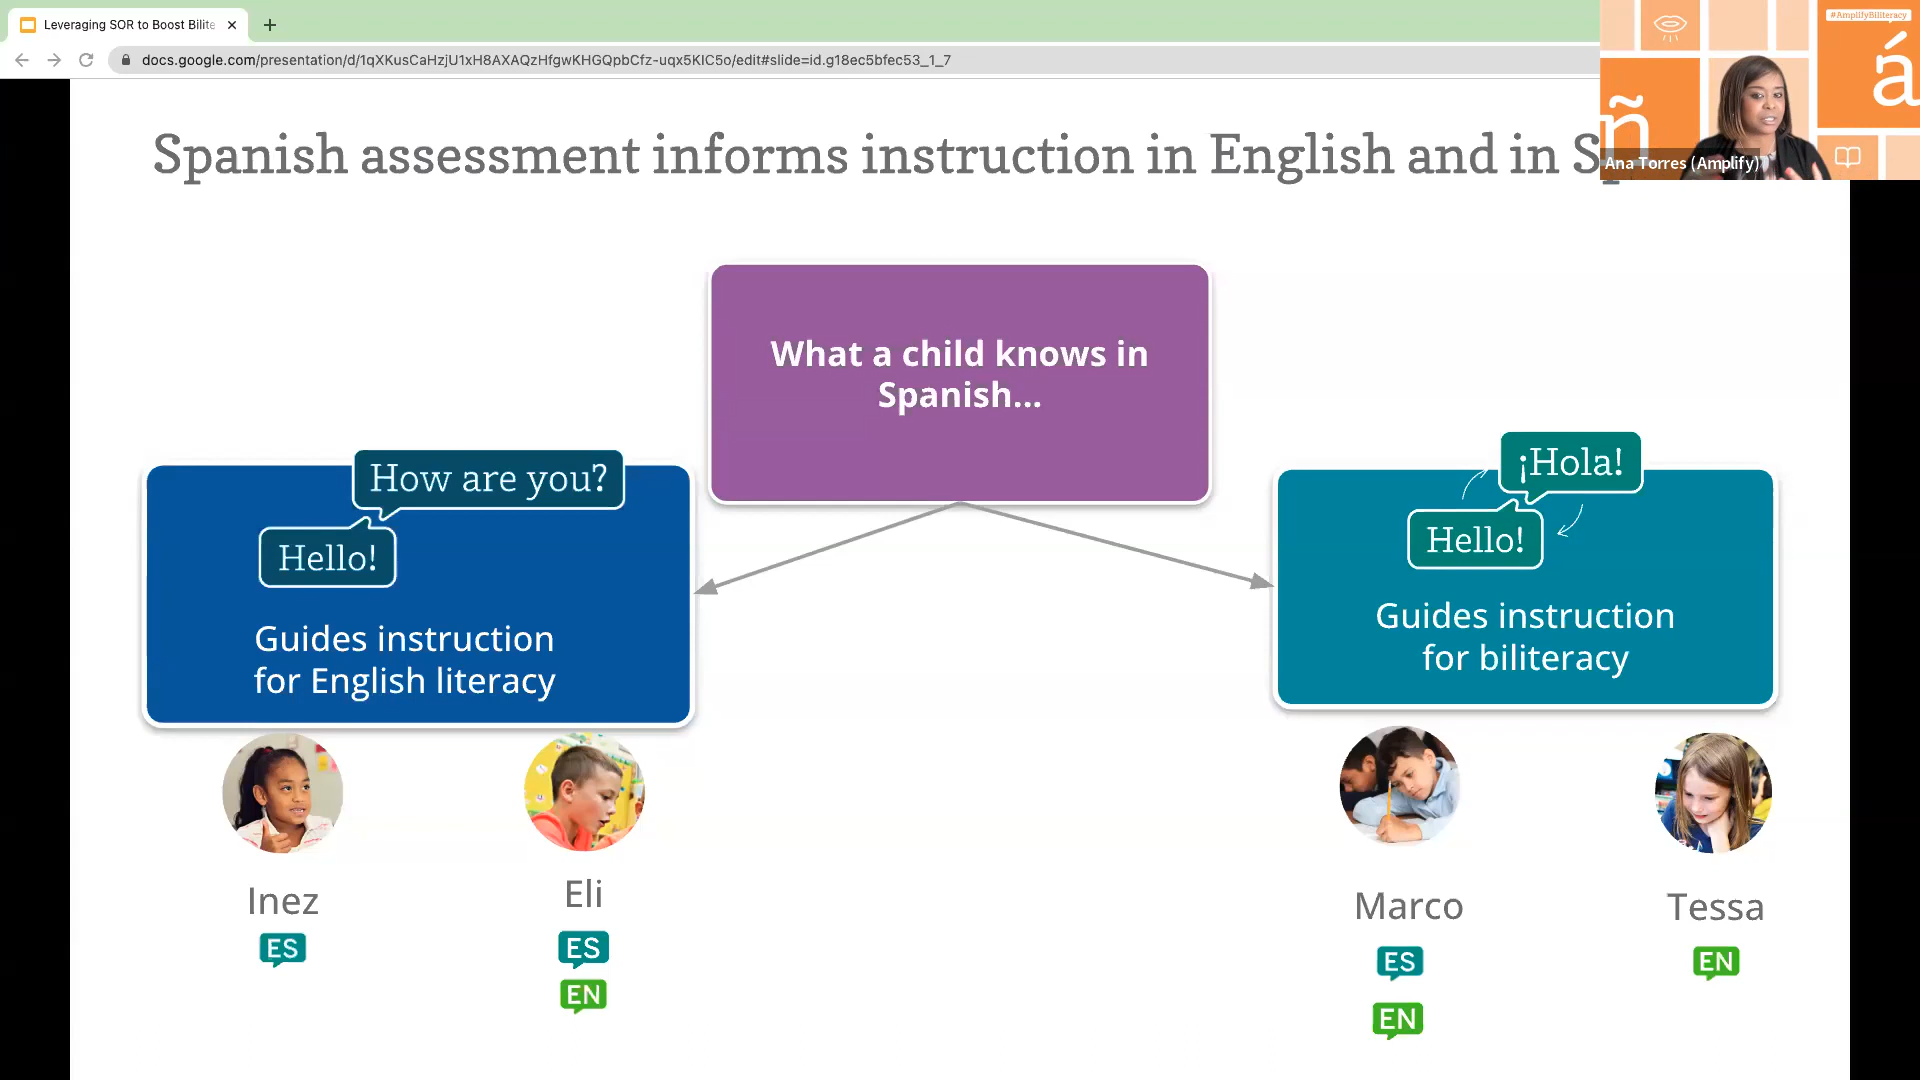 Leveraging SOR to Boost Bilite
docs.google.com/presentation/d/1qXKusCaHzjU1xH8AXAQzHfgwKHGQpbCfz-uqx5KIC5o/edit#slide=id.g18ec5bfec53_1_7
#AmplifyBiliteracy
á
ñ
Ana Torres (Amplify)
Spanish assessment informs instruction in English and in S
What a child knows in
Spanish...
How are you?
Hello!
Guides instruction
for English literacy
¡Hola!
Hello!
Guides instruction
for biliteracy
Inez
ES
Eli
ES
EN
Marco
ES
EN
Tessa
EN